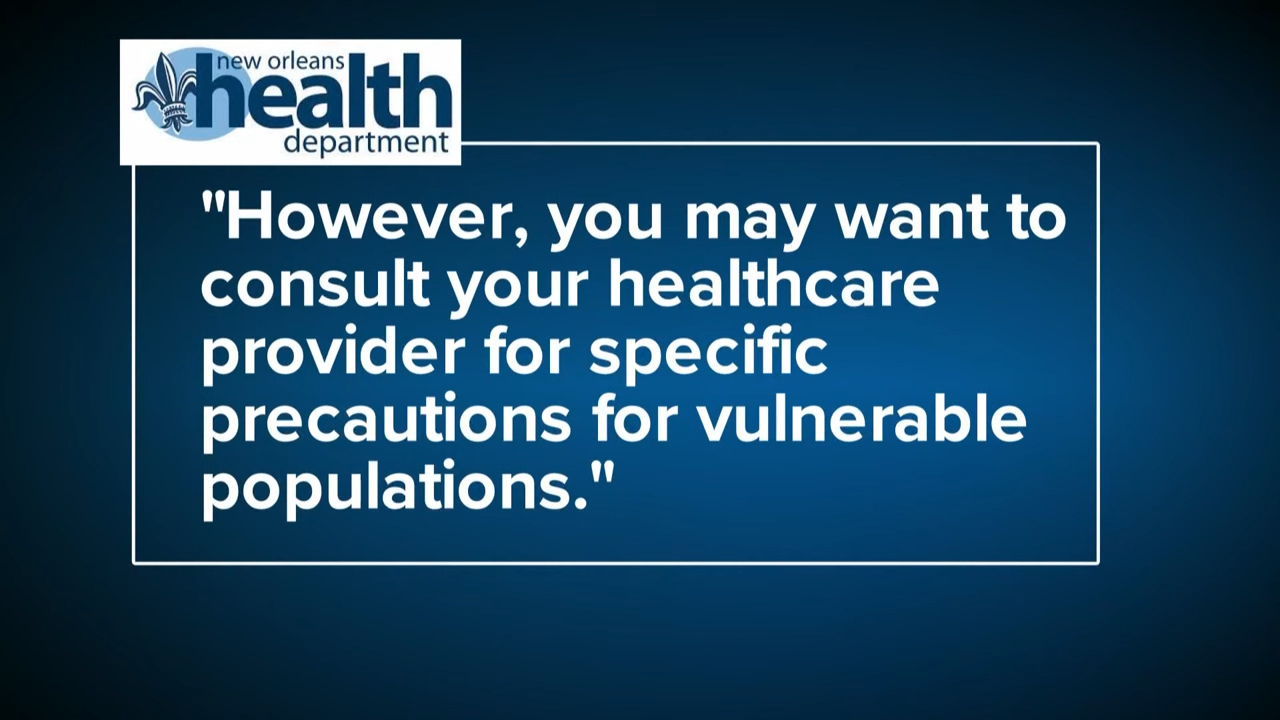 new orleans
health
department
"However, you may want to
consult your healthcare
provider for specific
precautions for vulnerable
populations."